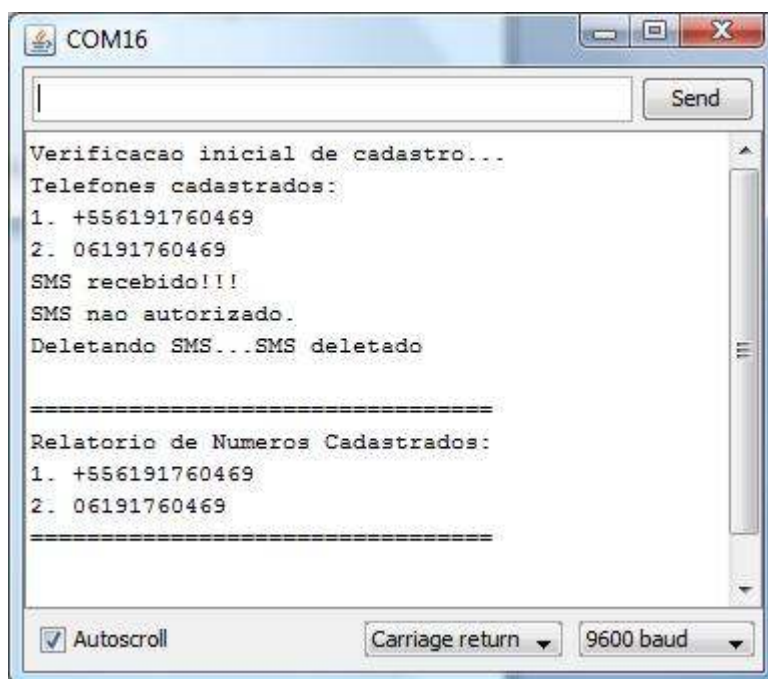 COM16
Send
Verificacao inicial de cadastro...
Telefones cadastrados:
1. +556191760469
2. 06191760469
SMS recebido!!!
SMS nao autorizado.
Deletando SMS...SMS deletado
=================================
Relatorio de Numeros Cadastrados:
1. +556191760469
2. 06191760469
=================================
Autoscroll
Carriage return
9600 baud